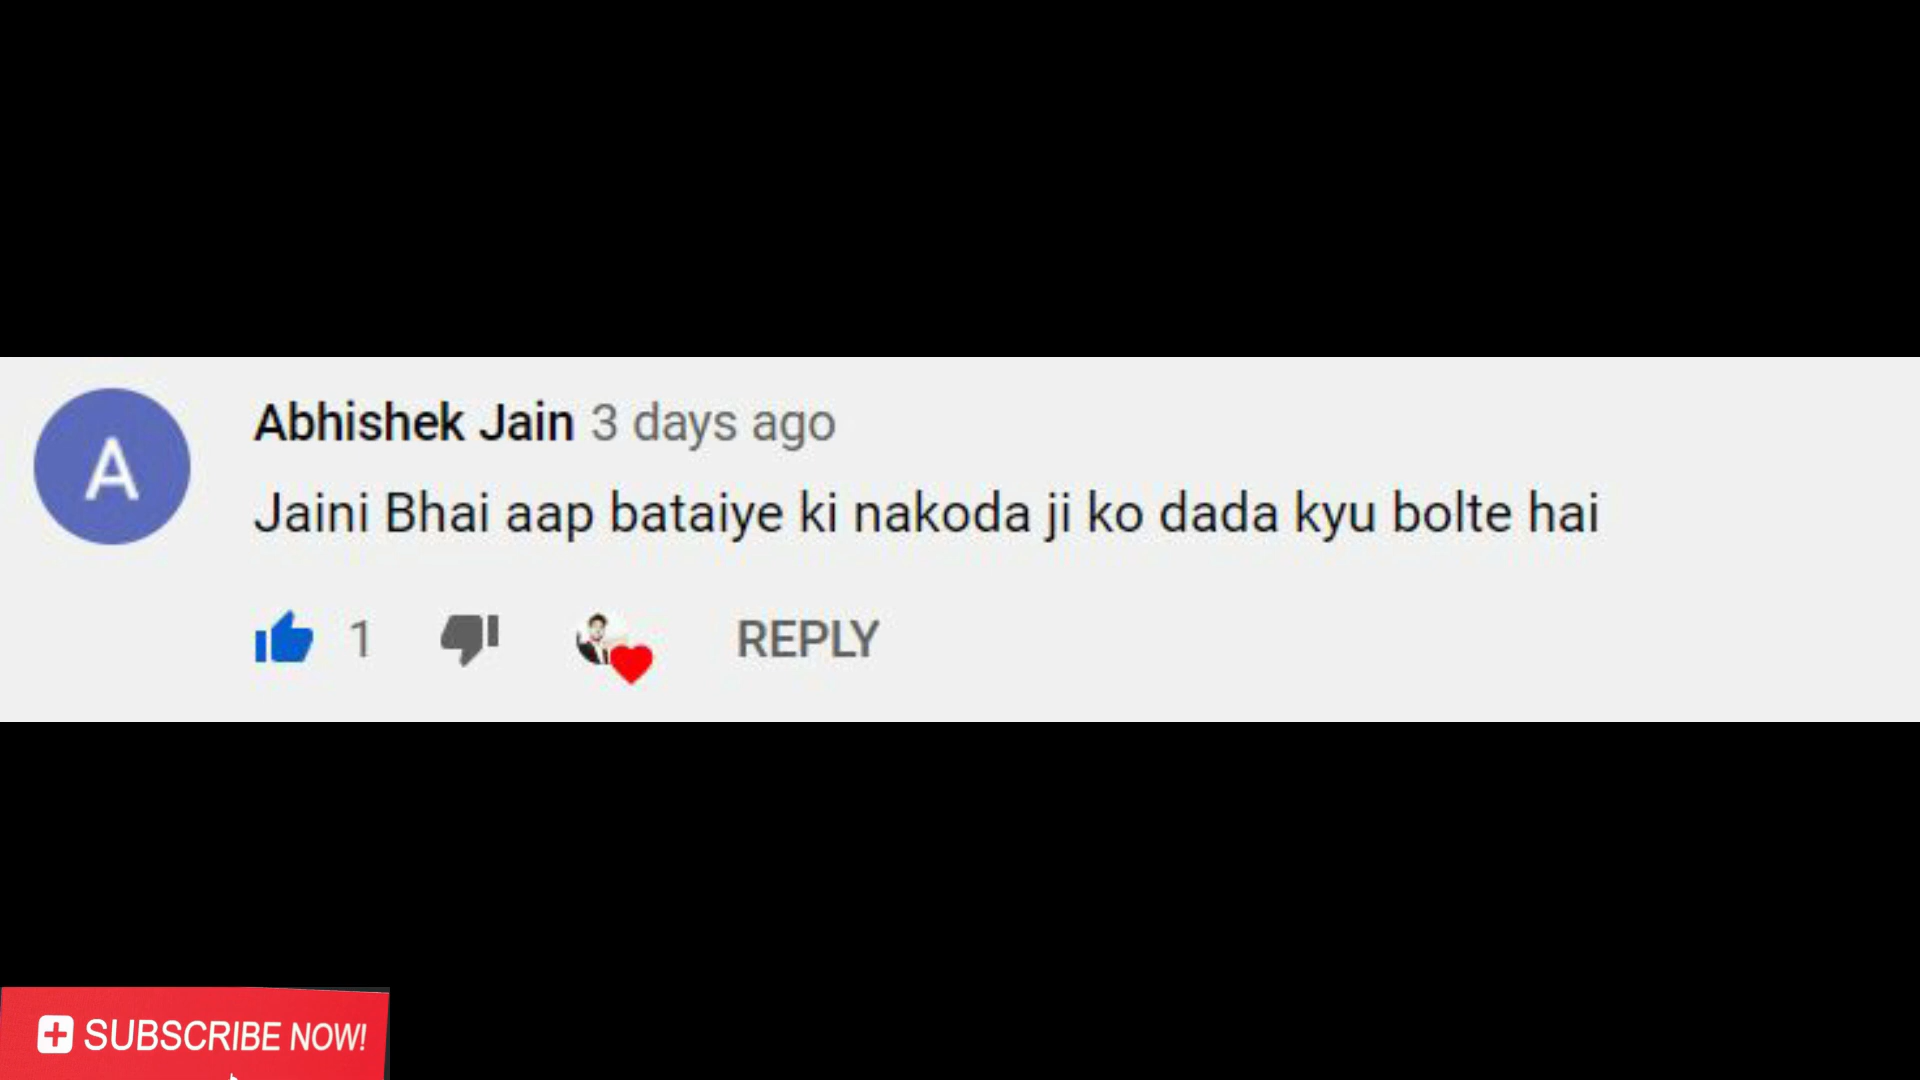 A
Abhishek Jain 3 days ago
Jaini Bhai aap bataiye ki nakoda ji ko dada kyu bolte hai
1 REPLY
SUBSCRIBE NOW!